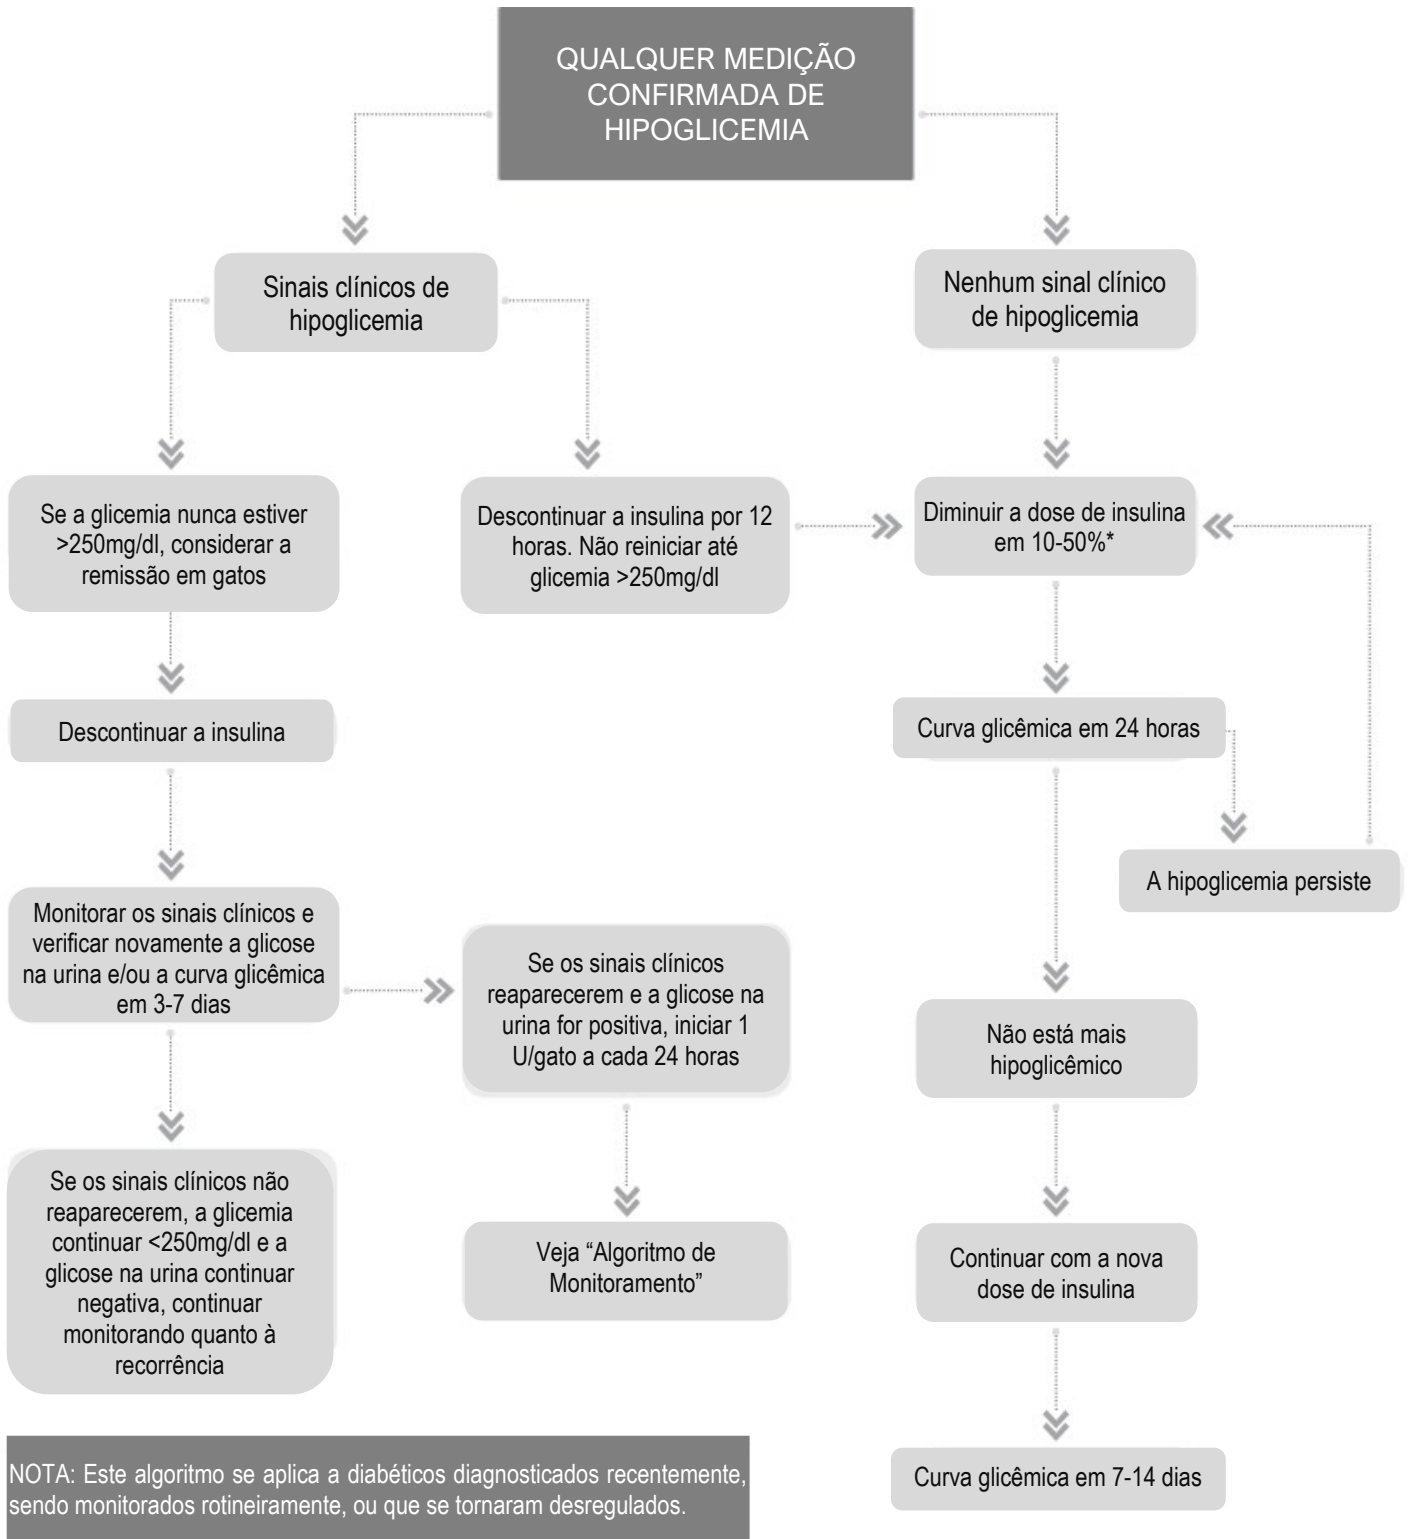 QUALQUER MEDIÇÃO
CONFIRMADA DE
HIPOGLICEMIA
Sinais clínicos de
hipoglicemia
Nenhum sinal clínico
de hipoglicemia
Se a glicemia nunca estiver
>250mg/dl, considerar a
remissão em gatos
Descontinuar a insulina por 12
horas. Não reiniciar até
glicemia >250mg/dl
Diminuir a dose de insulina
em 10-50%*
Descontinuar a insulina
Curva glicêmica em 24 horas
A hipoglicemia persiste
Monitorar os sinais clínicos e
verificar novamente a glicose
na urina e/ou a curva glicêmica
em 3-7 dias
Se os sinais clínicos
reaparecerem e a glicose na
urina for positiva, iniciar 1
U/gato a cada 24 horas
Não está mais
hipoglicêmico
Se os sinais clínicos não
reaparecerem, a glicemia
continuar <250mg/dl e a
glicose na urina continuar
negativa, continuar
monitorando quanto à
recorrência
Veja “Algoritmo de
Monitoramento”
Continuar com a nova
dose de insulina
Curva glicêmica em 7-14 dias
NOTA: Este algoritmo se aplica a diabéticos diagnosticados recentemente,
sendo monitorados rotineiramente, ou que se tornaram desregulados.